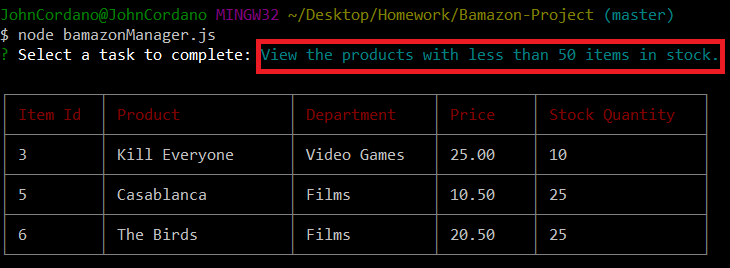 JohnCordano@JohnCordano MINGW32 ~/Desktop/Homework/Bamazon-Project (master)
$ node bamazonManager.js
? Select a task to complete: View the products with less than 50 items in stock.
Item Id Product Department Price Stock Quantity
3 Kill Everyone Video Games 25.00 10
5 Casablanca Films 10.50 25
6 The Birds Films 20.50 25